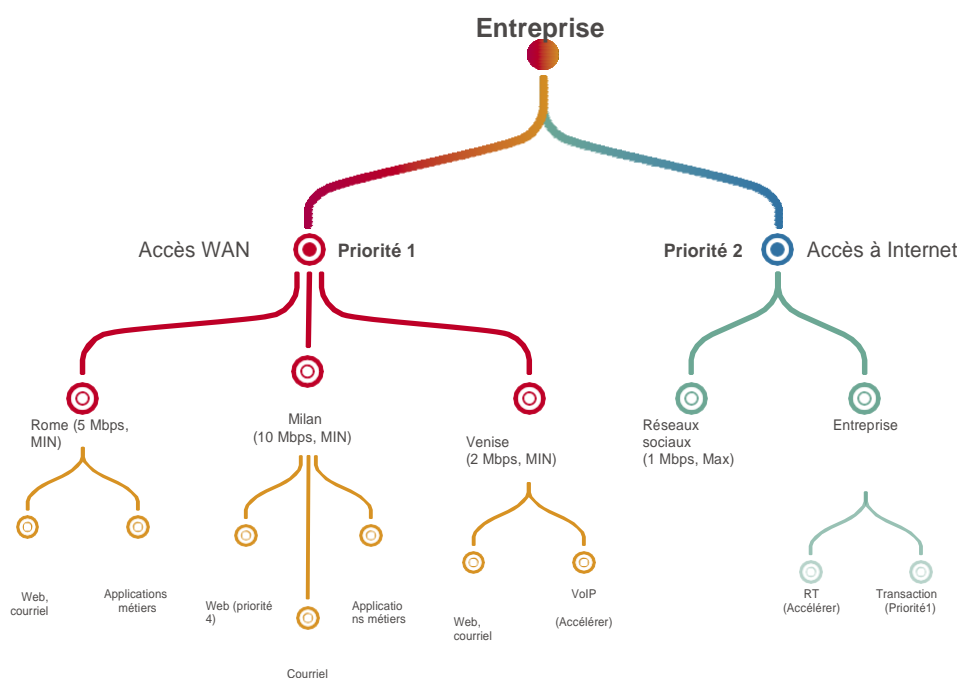 Entreprise
Accès WAN
Priorité 1
Priorité 2
Accès à Internet
Rome (5 Mbps,
MIN)
Milan
(10 Mbps, MIN)
Venise
(2 Mbps, MIN)
Réseaux
sociaux
(1 Mbps, Max)
Entreprise
Web,
courriel
Applications
métiers
Web (priorité
4)
Courriel
Applicatio
ns métiers
Web,
courriel
VoIP
(Accélérer)
RT
(Accélérer)
Transaction
(Priorité1)